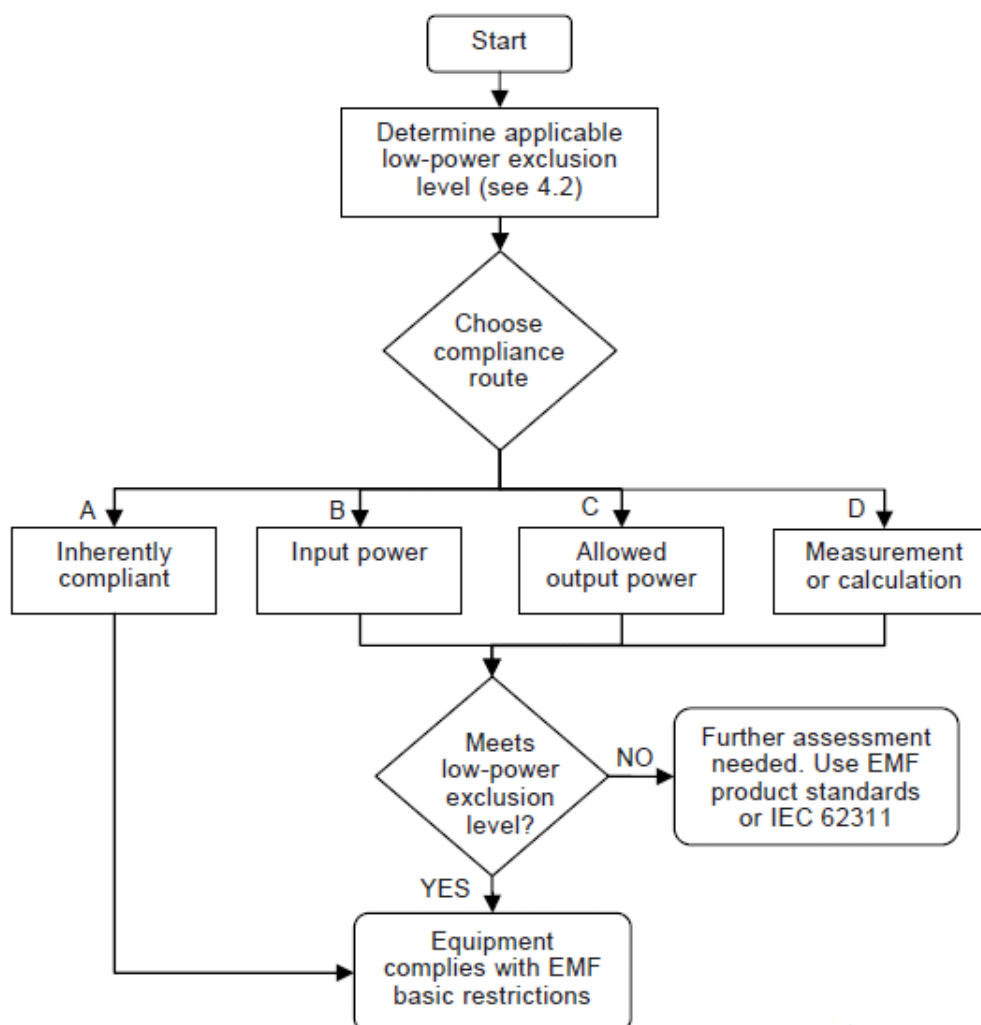 Start
Determine applicable
low-power exclusion
level (see 4.2)
Choose
compliance
route
A
B
C
D
Inherently
compliant
Input power
Allowed
output power
Measurement
or calculation
Meets
low-power
exclusion
level?
NO
Further assessment
needed. Use EMF
product standards
or IEC 62311
YES
Equipment
complies with EMF
basic restrictions